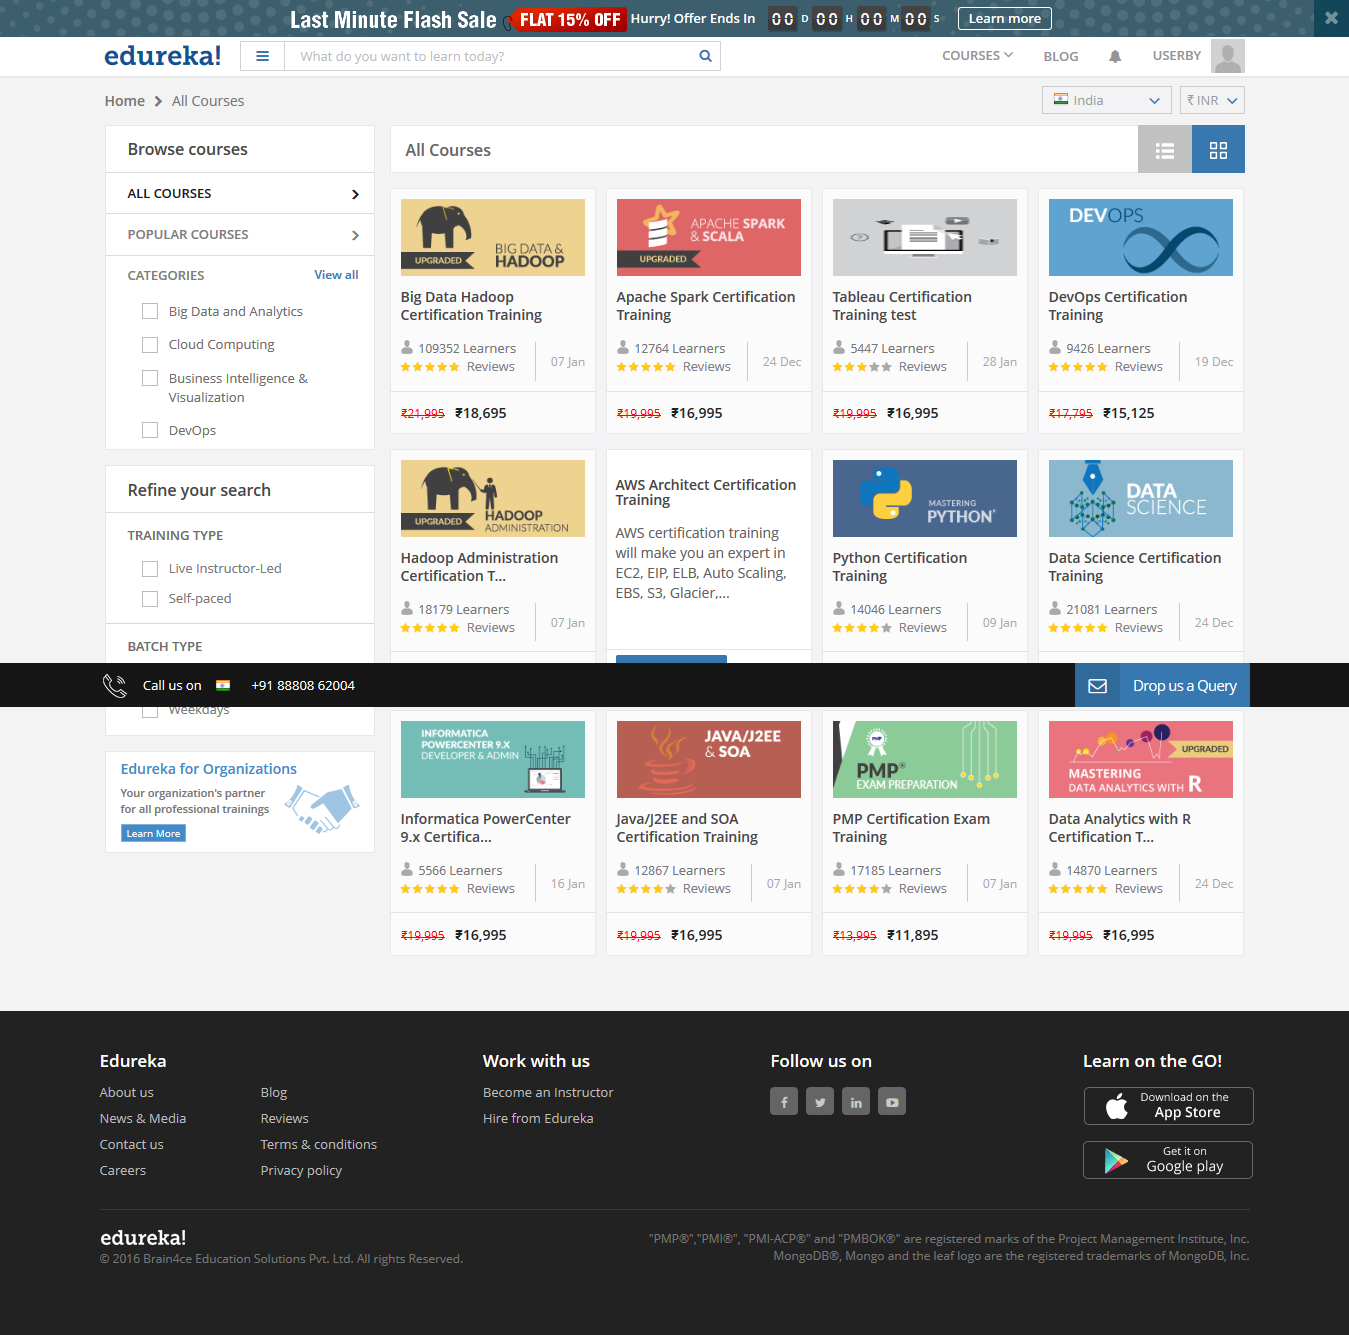 Last Minute Flash Sale FLAT 15% OFF Hurry! Offer Ends In 00 D 00 H 00 M 00 S Learn more
edureka! What do you want to learn today? COURSES BLOG USERBY
Home All Courses India ₹ INR
Browse courses
ALL COURSES
POPULAR COURSES
CATEGORIES View all
Big Data and Analytics
Cloud Computing
Business Intelligence &
Visualization
DevOps
Refine your search
TRAINING TYPE
Live Instructor-Led
Self-paced
BATCH TYPE
Weekdays
Edureka for Organizations
Your organization's partner
for all professional trainings
Learn More
All Courses
BIG DATA &
HADOOP
UPGRADED
Big Data Hadoop
Certification Training
109352 Learners
Reviews
07 Jan
₹21,995 ₹18,695
APACHE SPARK
& SCALA
UPGRADED
Apache Spark Certification
Training
12764 Learners
Reviews
24 Dec
₹19,995 ₹16,995
Tableau Certification
Training test
5447 Learners
Reviews
28 Jan
₹19,995 ₹16,995
DEVOPS
DevOps Certification
Training
9426 Learners
Reviews
19 Dec
₹17,795 ₹15,125
HADOOP
ADMINISTRATION
UPGRADED
Hadoop Administration
Certification T...
18179 Learners
Reviews
07 Jan
AWS Architect Certification
Training
AWS certification training
will make you an expert in
EC2, EIP, ELB, Auto Scaling,
EBS, S3, Glacier,...
MASTERING
PYTHON®
Python Certification
Training
14046 Learners
Reviews
09 Jan
DATA
SCIENCE
Data Science Certification
Training
21081 Learners
Reviews
24 Dec
Call us on +91 88808 62004 Drop us a Query
INFORMATICA
POWERCENTER 9.X
DEVELOPER & ADMIN
Informatica PowerCenter
9.x Certifica...
5566 Learners
Reviews
16 Jan
₹19,995 ₹16,995
JAVA/J2EE
& SOA
Java/J2EE and SOA
Certification Training
12867 Learners
Reviews
07 Jan
₹19,995 ₹16,995
PMP
PMP®
EXAM PREPARATION
PMP Certification Exam
Training
17185 Learners
Reviews
07 Jan
₹13,995 ₹11,895
UPGRADED
MASTERING
DATA ANALYTICS WITH R
Data Analytics with R
Certification T...
14870 Learners
Reviews
24 Dec
₹19,995 ₹16,995
Edureka
About us
News & Media
Contact us
Careers
Blog
Reviews
Terms & conditions
Privacy policy
Work with us
Become an Instructor
Hire from Edureka
Follow us on
Learn on the GO!
Download on the
App Store
Get it on
Google play
edureka!
© 2016 Brain4ce Education Solutions Pvt. Ltd. All rights Reserved.
"PMP®","PMI®", "PMI-ACP®" and "PMBOK®" are registered marks of the Project Management Institute, Inc.
MongoDB®, Mongo and the leaf logo are the registered trademarks of MongoDB, Inc.